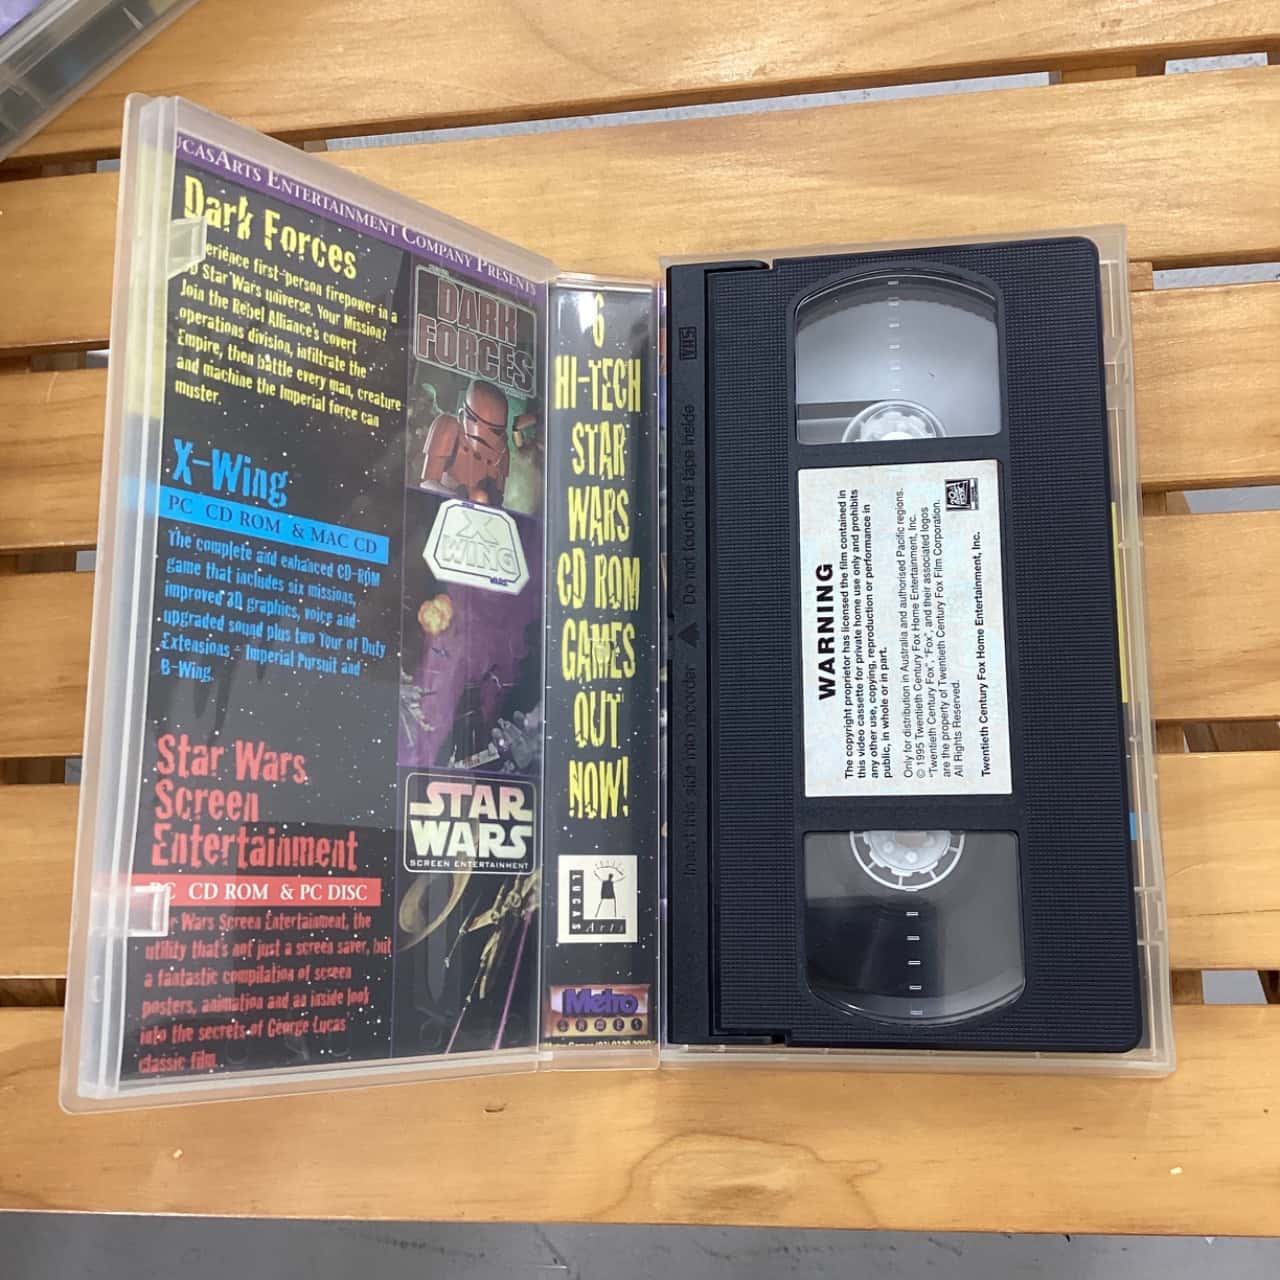 LUCASARTS ENTERTAINMENT COMPANY PRESENTS
Dark Forces
erience first-person firepower in a
D Star Wars universe. Your Mission?
Join the Rebel Alliance's covert
operations division, infiltrate the
Empire, then battle every man, creature
and machine the Imperial force can
muster.
X-Wing
PC CD ROM & MAC CD
The complete and enhanced CD-ROM
game that includes six missions,
improved 3D graphics, voice and
upgraded sound plus two Tour of Duty
Extensions - Imperial Pursuit and
B-Wing.
Star Wars
Screen
Entertainment
PC CD ROM & PC DISC
r Wars Screen Entertainment, the
utility that's not just a screen saver, but
a fantastic compilation of screen
posters, animation and an inside look
into the secrets of George Lucas'
classic film.
DARK
FORCES
X
WING
STAR
WARS
SCREEN ENTERTAINMENT
6
HI-TECH
STAR
WARS
CD ROM
GAMES
OUT
NOW!
LUCAS
Arts
Metro
GAMES
VHS
Insert this side into recorder ▲ Do not touch the tape inside
WARNING
The copyright proprietor has licensed the film contained in
this video cassette for private home use only and prohibits
any other use, copying, reproduction or performance in
public, in whole or in part.
Only for distribution in Australia and authorised Pacific regions.
© 1995 Twentieth Century Fox Home Entertainment, Inc.
"Twentieth Century Fox", "Fox", and their associated logos
are the property of Twentieth Century Fox Film Corporation.
All Rights Reserved.
Twentieth Century Fox Home Entertainment, Inc.